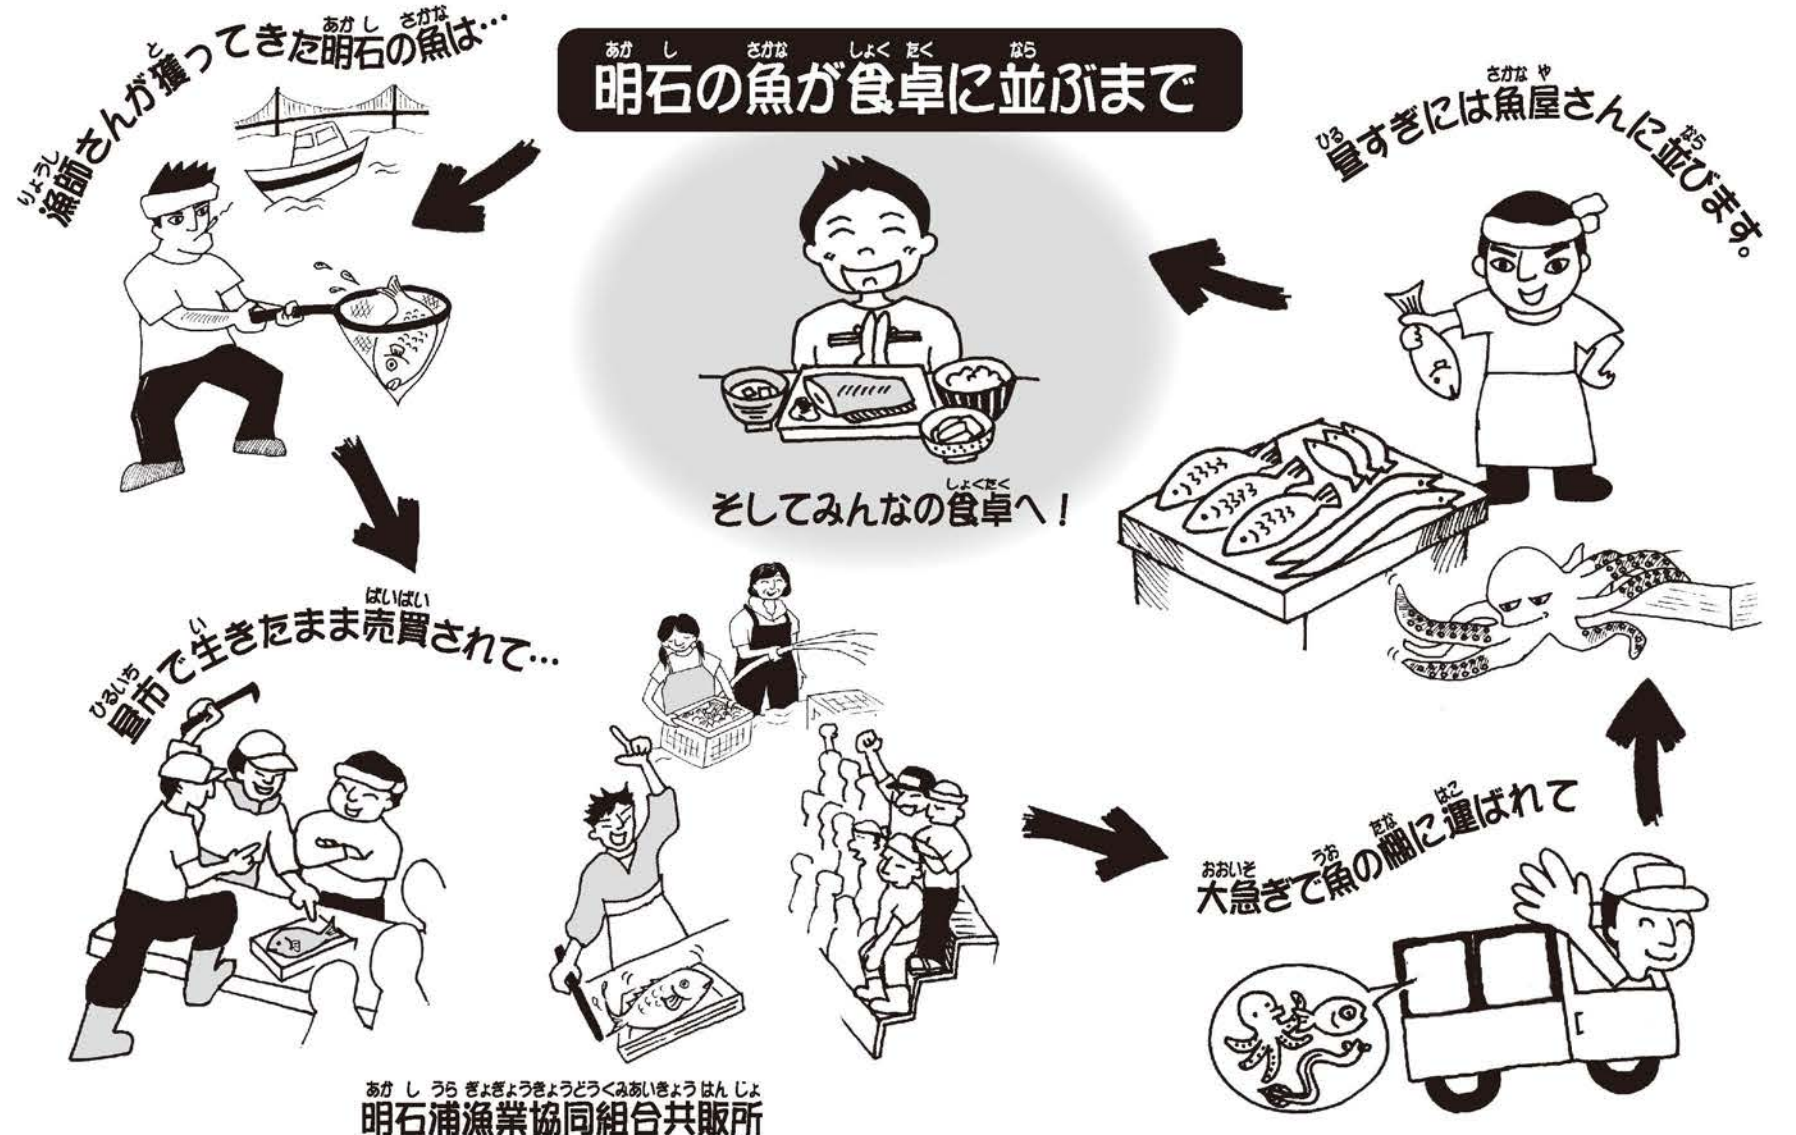 明石の魚が食卓に並ぶまで
漁師さんが獲ってきた明石の魚は…
昼市で生きたまま売買されて…
明石浦漁業協同組合共販所
大急ぎで魚の棚に運ばれて
昼すぎには魚屋さんに並びます。
そしてみんなの食卓へ！